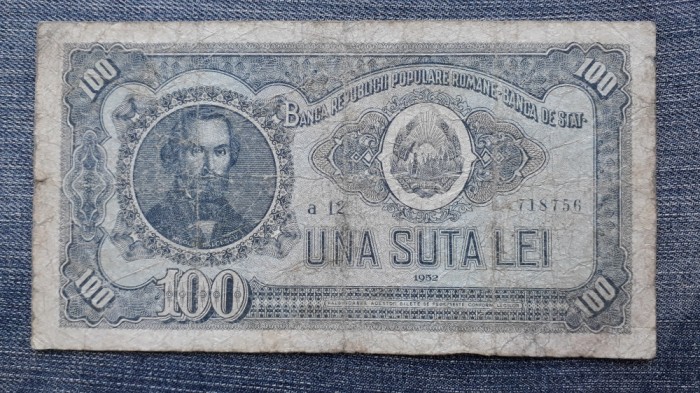 100
100
BANCA REPUBLICII POPULARE ROMANE - BANCA DE STAT -
a 12
718756
UNA SUTA LEI
1952
100
100
100